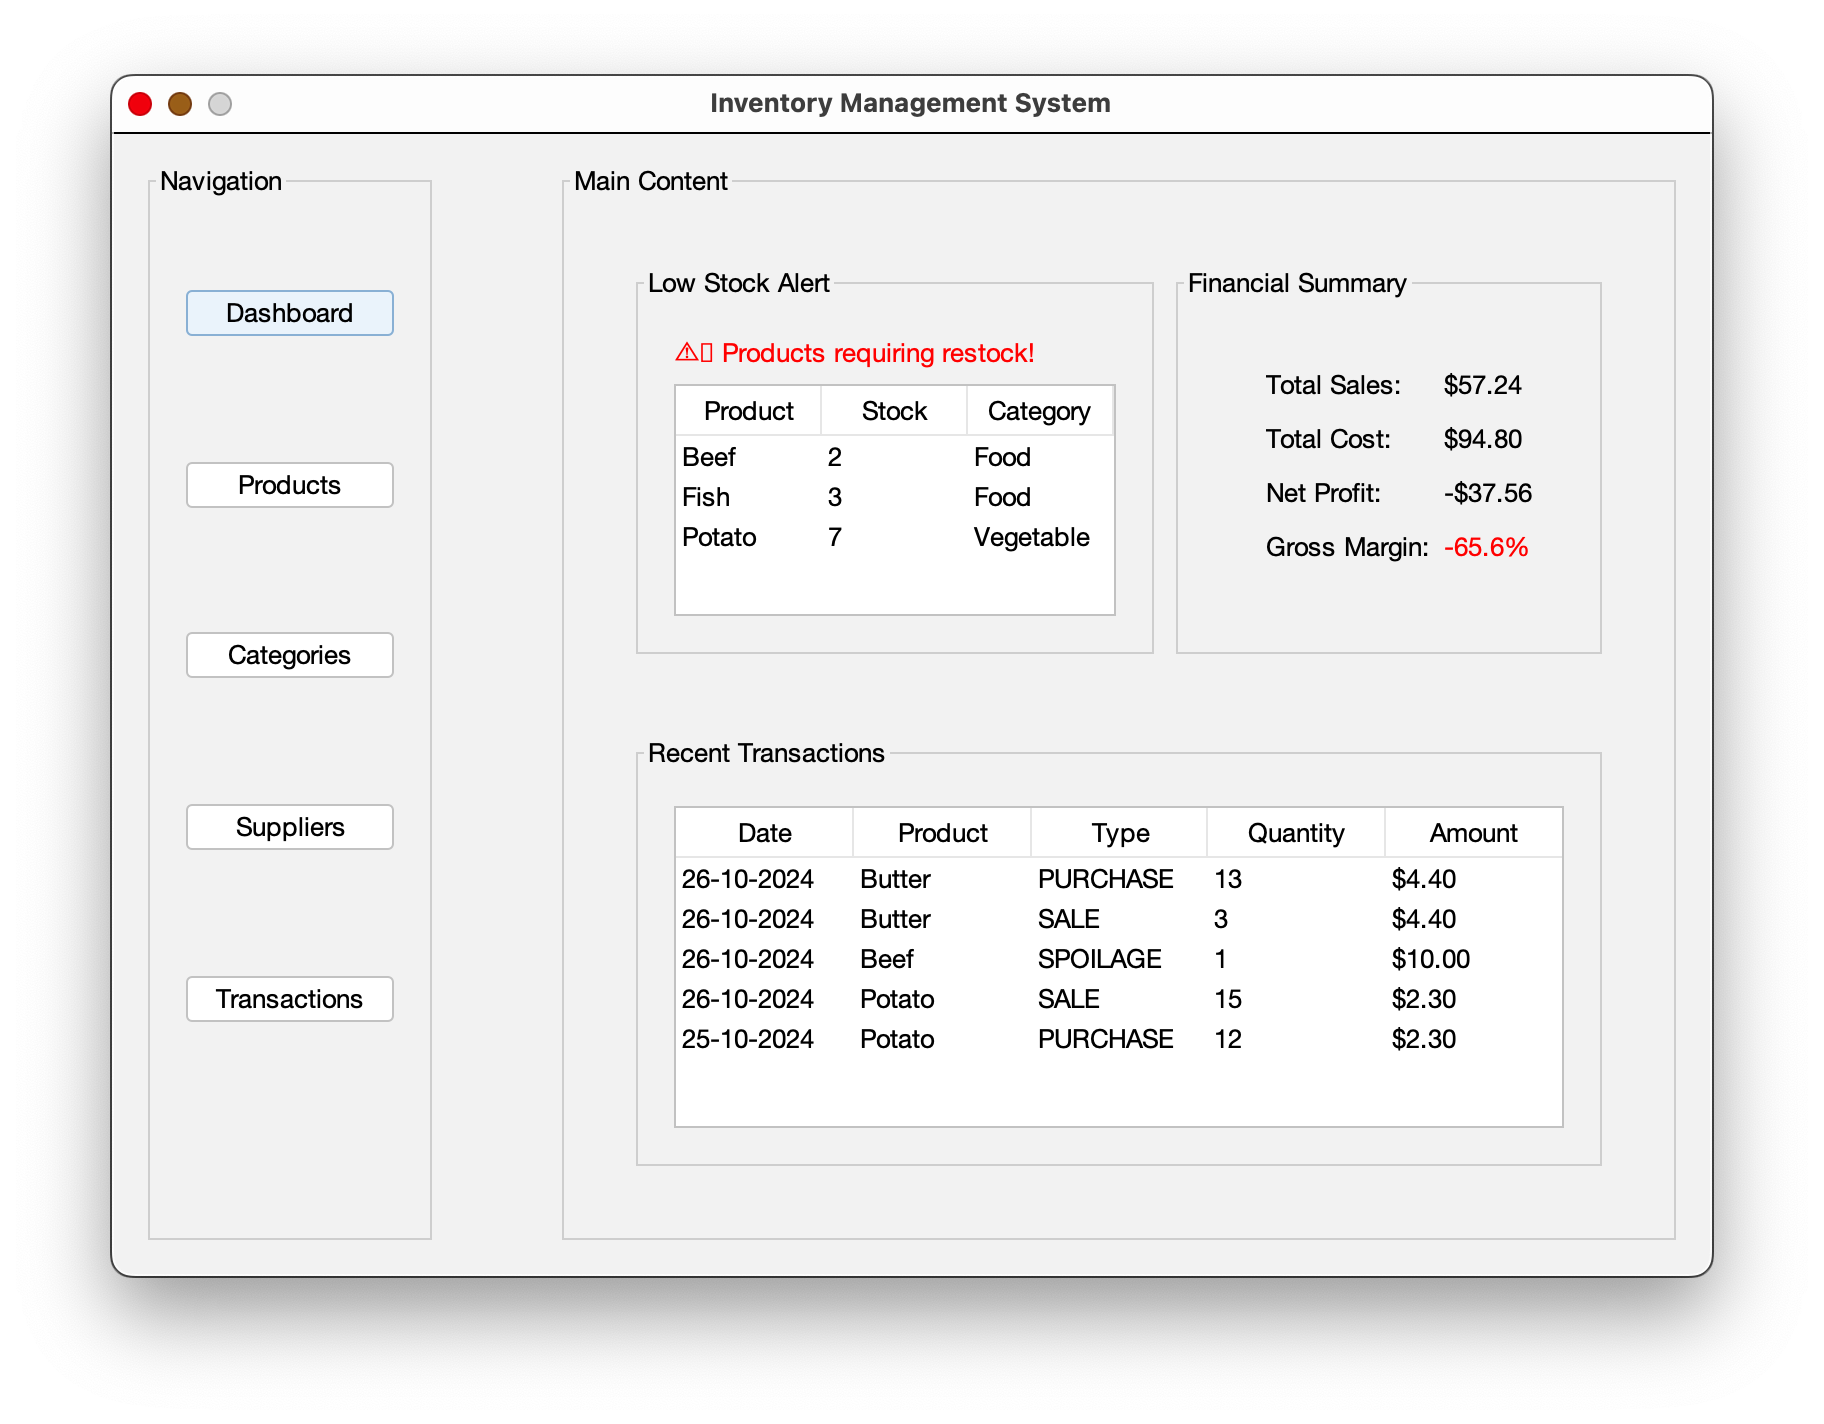 Inventory Management System
Navigation
Dashboard
Products
Categories
Suppliers
Transactions
Main Content
Low Stock Alert
⚠ Products requiring restock!
Product Stock Category
Beef 2 Food
Fish 3 Food
Potato 7 Vegetable
Financial Summary
Total Sales: $57.24
Total Cost: $94.80
Net Profit: -$37.56
Gross Margin: -65.6%
Recent Transactions
Date Product Type Quantity Amount
26-10-2024 Butter PURCHASE 13 $4.40
26-10-2024 Butter SALE 3 $4.40
26-10-2024 Beef SPOILAGE 1 $10.00
26-10-2024 Potato SALE 15 $2.30
25-10-2024 Potato PURCHASE 12 $2.30